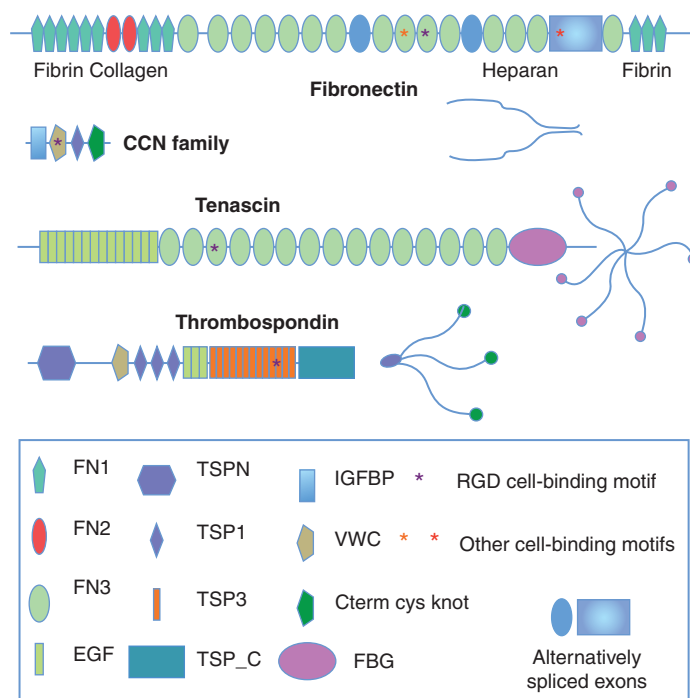 Fibrin Collagen
Heparan
Fibrin
Fibronectin
CCN family
Tenascin
Thrombospondin
FN1
TSPN
IGFBP
* RGD cell-binding motif
FN2
TSP1
VWC
* * Other cell-binding motifs
FN3
TSP3
Cterm cys knot
EGF
TSP_C
FBG
Alternatively
spliced exons